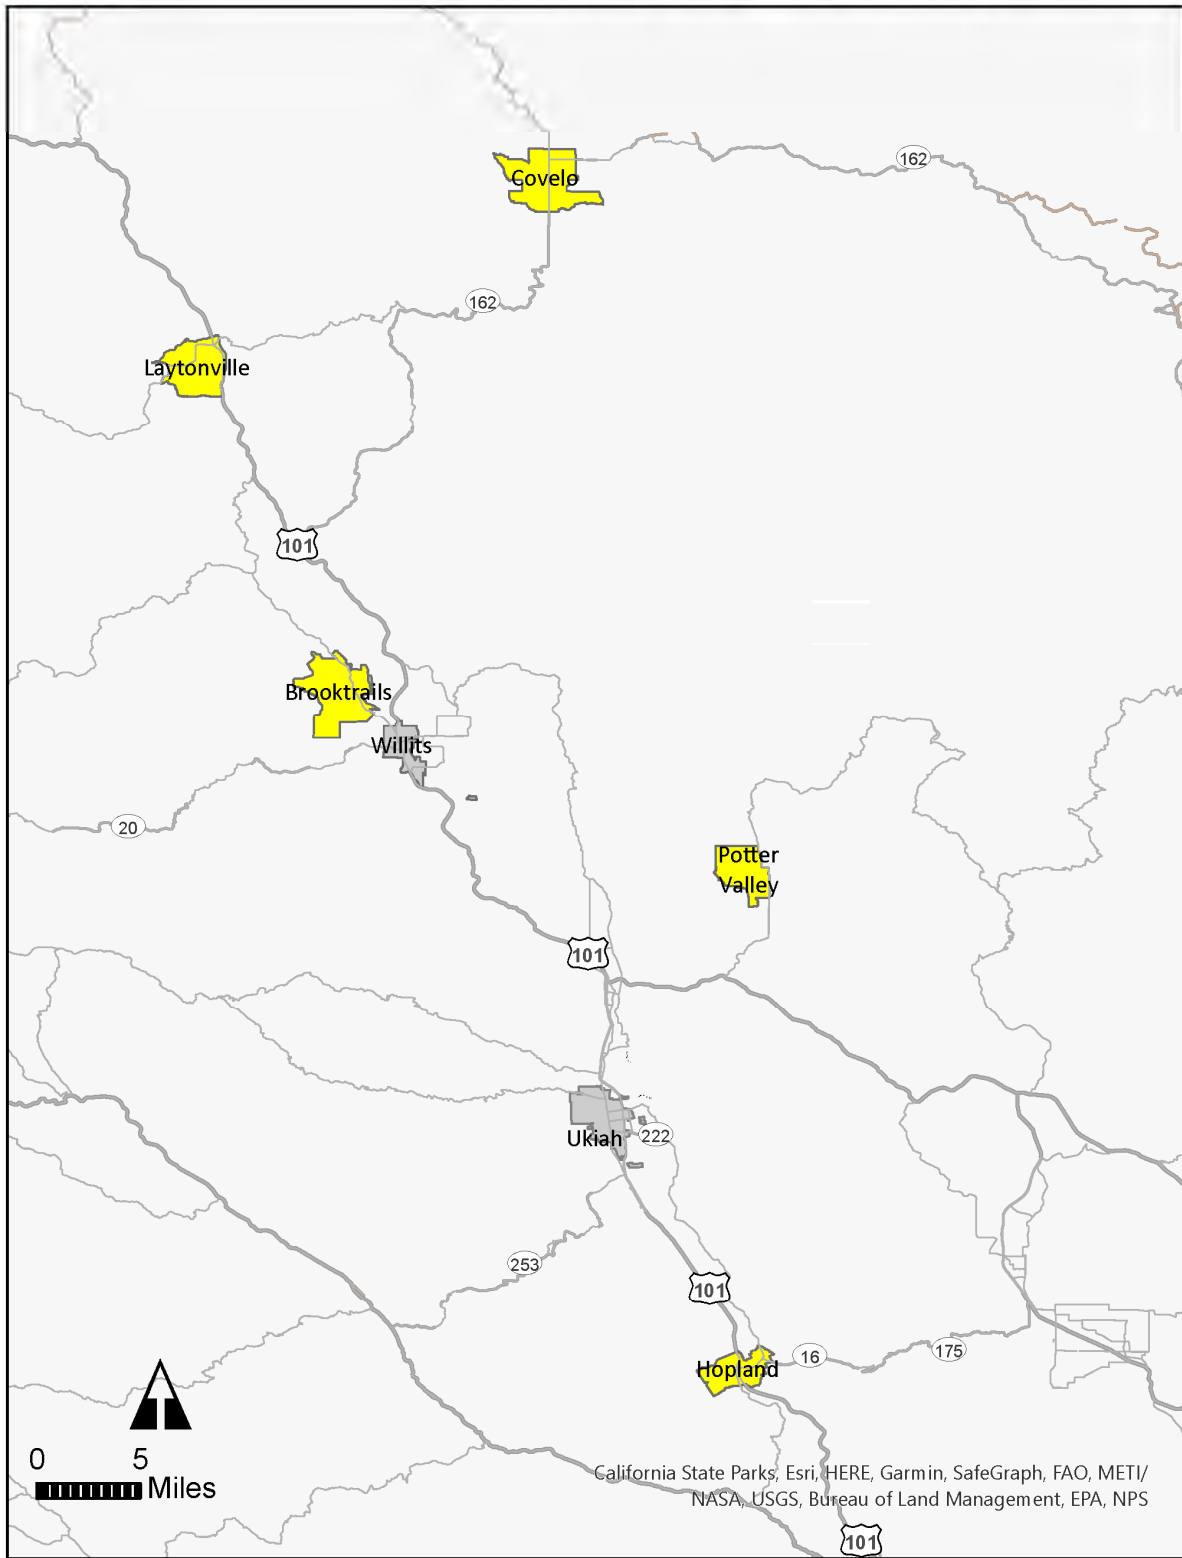 Covelo
162
162
Laytonville
101
Brooktrails
Willits
20
Potter
Valley
101
Ukiah
222
253
101
Hopland
16
175
0 5
Miles
California State Parks, Esri, HERE, Garmin, SafeGraph, FAO, METI/
NASA, USGS, Bureau of Land Management, EPA, NPS
101